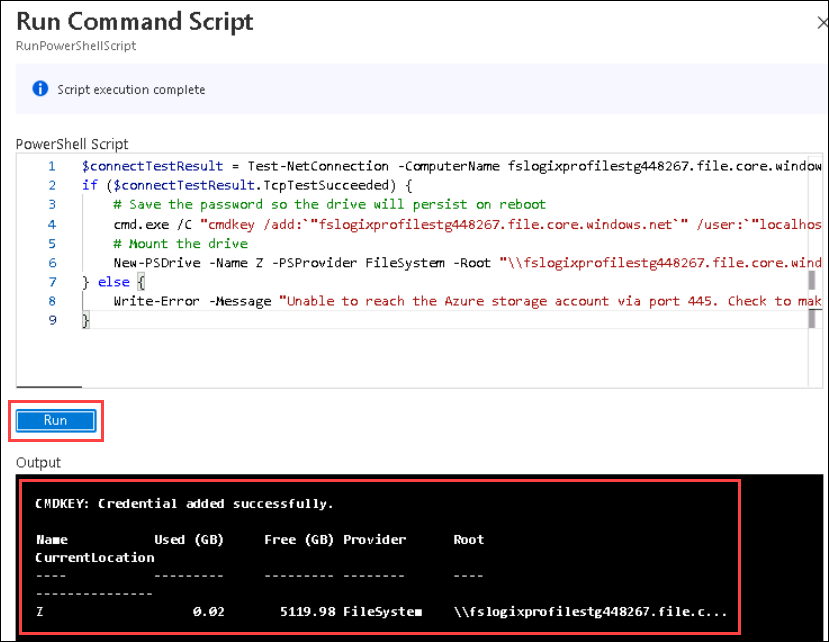 Run Command Script
RunPowerShellScript
Script execution complete
PowerShell Script
1 $connectTestResult = Test-NetConnection -ComputerName fslogixprofilestg448267.file.core.window
2 if ($connectTestResult.TcpTestSucceeded) {
3 # Save the password so the drive will persist on reboot
4 cmd.exe /C "cmdkey /add:`"fslogixprofilestg448267.file.core.windows.net`" /user:`"localhos
5 # Mount the drive
6 New-PSDrive -Name Z -PSProvider FileSystem -Root "\\fslogixprofilestg448267.file.core.wind
7 } else {
8 Write-Error -Message "Unable to reach the Azure storage account via port 445. Check to mak
9 }
Run
Output
CMDKEY: Credential added successfully.
Name Used (GB) Free (GB) Provider Root
CurrentLocation
---- --------- --------- -------- ----
---------------
Z 0.02 5119.98 FileSystem \\fslogixprofilestg448267.file.c...